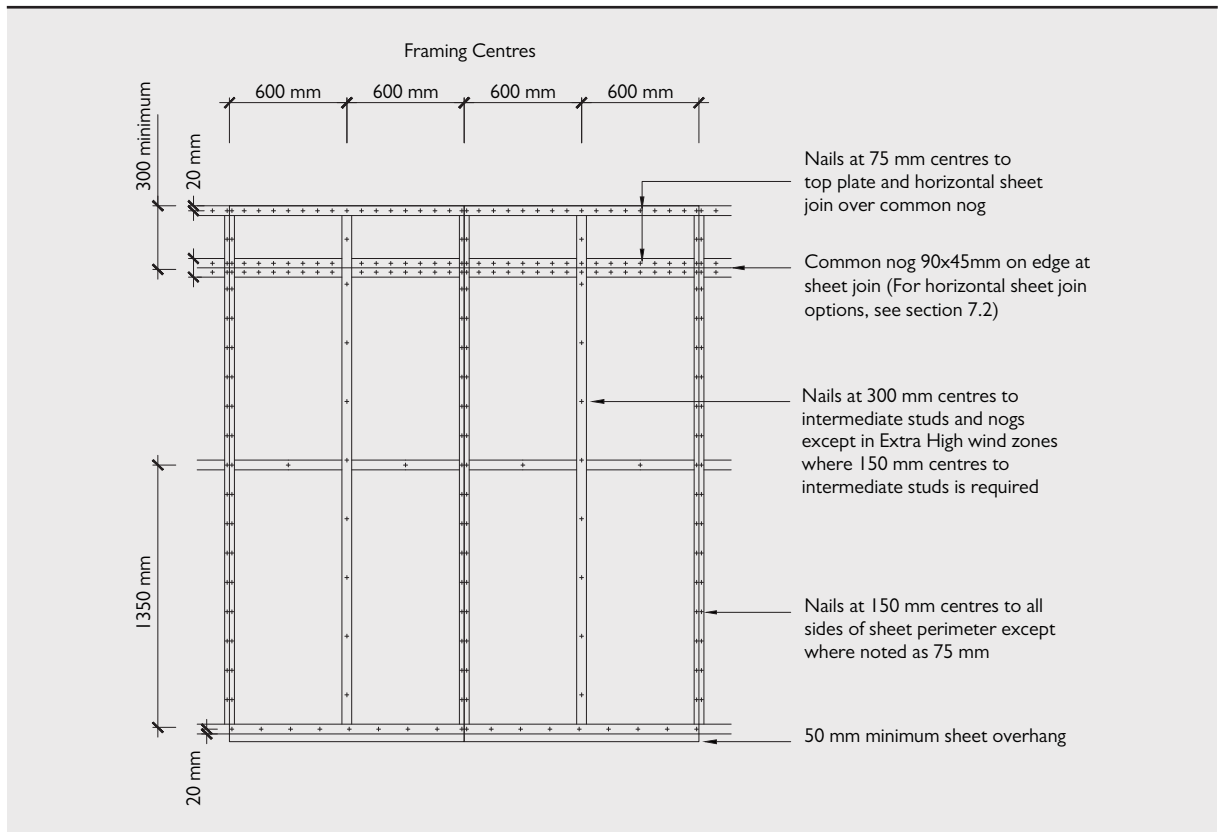 Framing Centres
600 mm 600 mm 600 mm 600 mm
300 minimum
20 mm
Nails at 75 mm centres to
top plate and horizontal sheet
join over common nog
Common nog 90x45mm on edge at
sheet join (For horizontal sheet join
options, see section 7.2)
Nails at 300 mm centres to
intermediate studs and nogs
except in Extra High wind zones
where 150 mm centres to
intermediate studs is required
1350 mm
Nails at 150 mm centres to all
sides of sheet perimeter except
where noted as 75 mm
50 mm minimum sheet overhang
20 mm